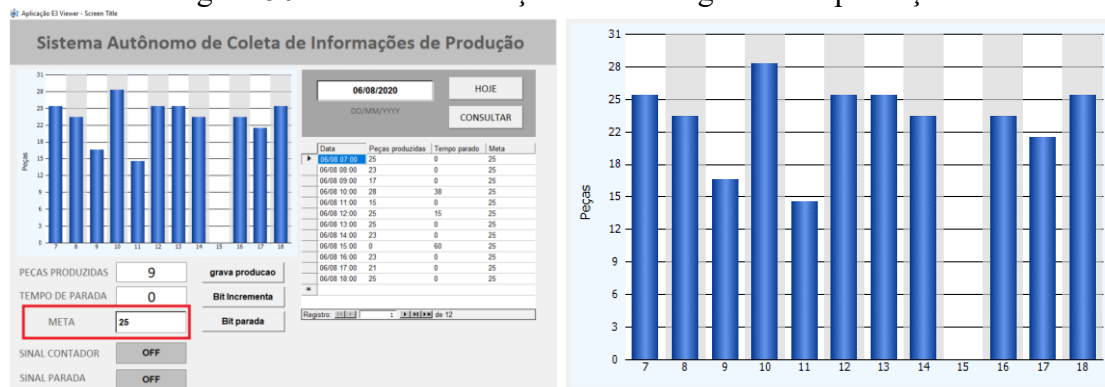 Aplicação E3 Viewer - Screen Title
Sistema Autônomo de Coleta de Informações de Produção
31
28
25
22
18
15
12
9
6
3
0
Peças
7 8 9 10 11 12 13 14 15 16 17 18
06/08/2020
DD/MM/YYYY
HOJE
CONSULTAR
Data Peças produzidas Tempo parado Meta
06/08 07:00 25 0 25
06/08 08:00 23 0 25
06/08 09:00 17 0 25
06/08 10:00 28 38 25
06/08 11:00 15 0 25
06/08 12:00 25 15 25
06/08 13:00 25 0 25
06/08 14:00 23 0 25
06/08 15:00 0 60 25
06/08 16:00 23 0 25
06/08 17:00 21 0 25
06/08 18:00 25 0 25
Registro: 1 de 12
PEÇAS PRODUZIDAS 9 grava producao
TEMPO DE PARADA 0 Bit Incrementa
META 25 Bit parada
SINAL CONTADOR OFF
SINAL PARADA OFF
31
28
25
22
18
15
12
9
6
3
0
Peças
7 8 9 10 11 12 13 14 15 16 17 18